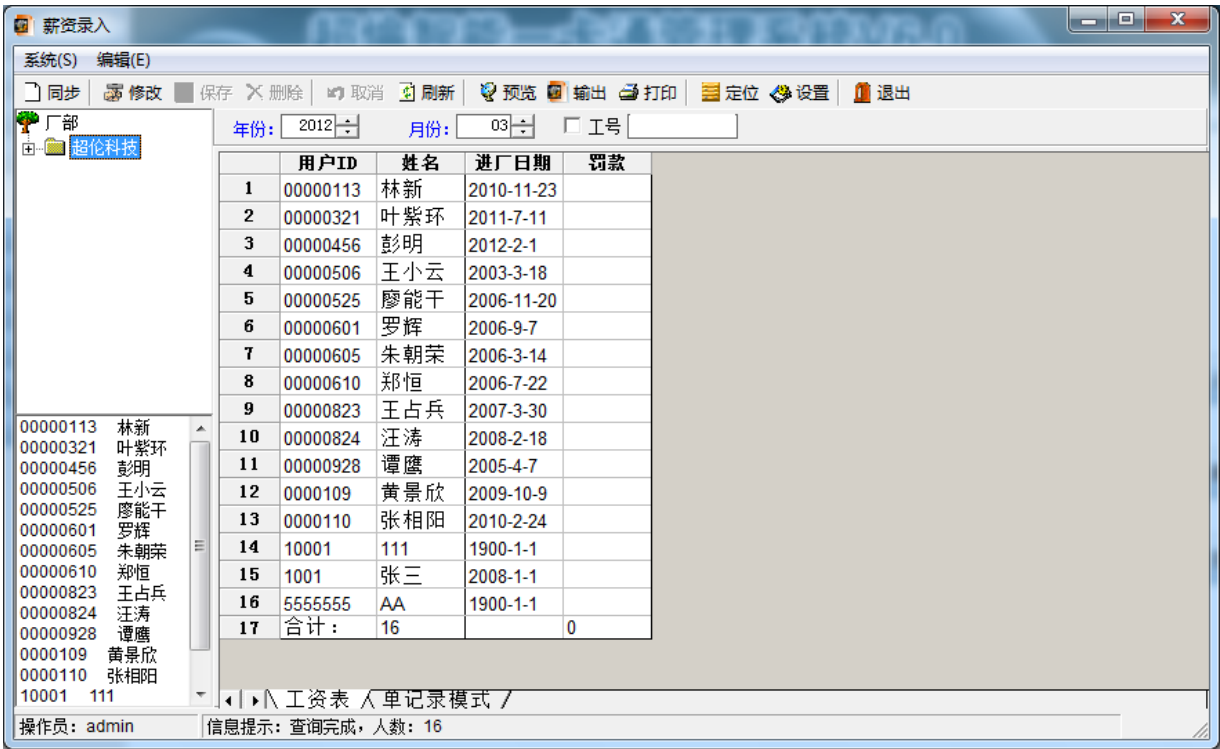 薪资录入
系统(S) 编辑(E)
同步 修改 保存 删除 取消 刷新 预览 输出 打印 定位 设置 退出
厂部
超伦科技
年份: 2012 月份: 03 工号
用户ID 姓名 进厂日期 罚款
1 00000113 林新 2010-11-23
2 00000321 叶紫环 2011-7-11
3 00000456 彭明 2012-2-1
4 00000506 王小云 2003-3-18
5 00000525 廖能干 2006-11-20
6 00000601 罗辉 2006-9-7
7 00000605 朱朝荣 2006-3-14
8 00000610 郑恒 2006-7-22
9 00000823 王占兵 2007-3-30
10 00000824 汪涛 2008-2-18
11 00000928 谭鹰 2005-4-7
12 0000109 黄景欣 2009-10-9
13 0000110 张相阳 2010-2-24
14 10001 111 1900-1-1
15 1001 张三 2008-1-1
16 5555555 AA 1900-1-1
17 合计: 16 0
00000113 林新
00000321 叶紫环
00000456 彭明
00000506 王小云
00000525 廖能干
00000601 罗辉
00000605 朱朝荣
00000610 郑恒
00000823 王占兵
00000824 汪涛
00000928 谭鹰
0000109 黄景欣
0000110 张相阳
10001 111
工资表 单记录模式
操作员: admin 信息提示: 查询完成, 人数: 16